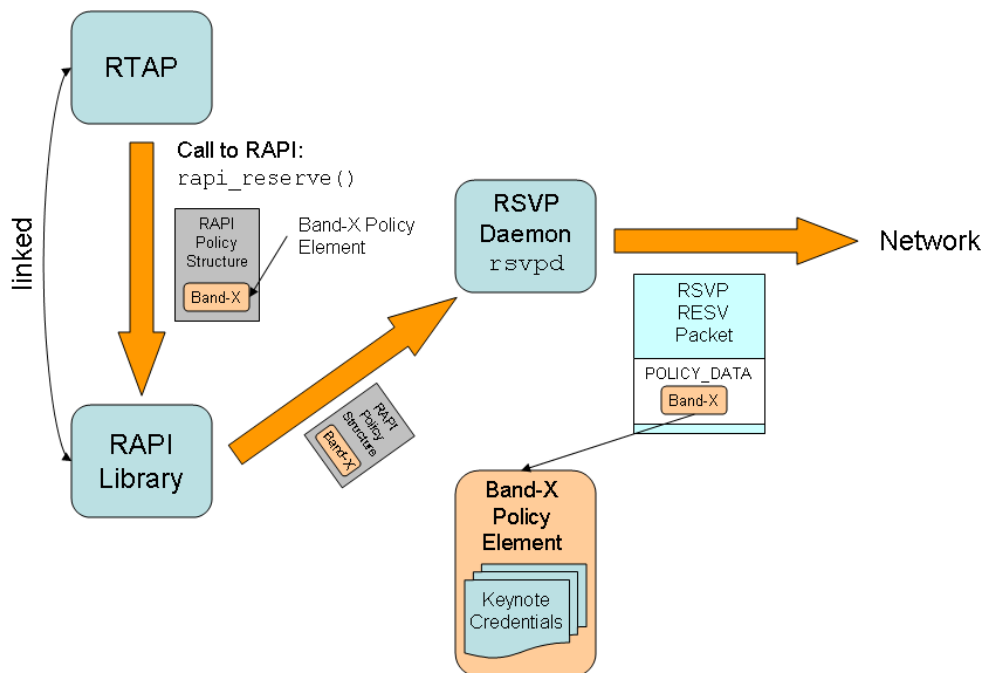 RTAP
Call to RAPI:
rapi_reserve()
RAPI
Policy
Structure
Band-X
Band-X Policy
Element
linked
RSVP
Daemon
rsvpd
Network
RSVP
RESV
Packet
POLICY_DATA
Band-X
RAPI
Policy
Structure
Band-X
RAPI
Library
Band-X
Policy
Element
Keynote
Credentials